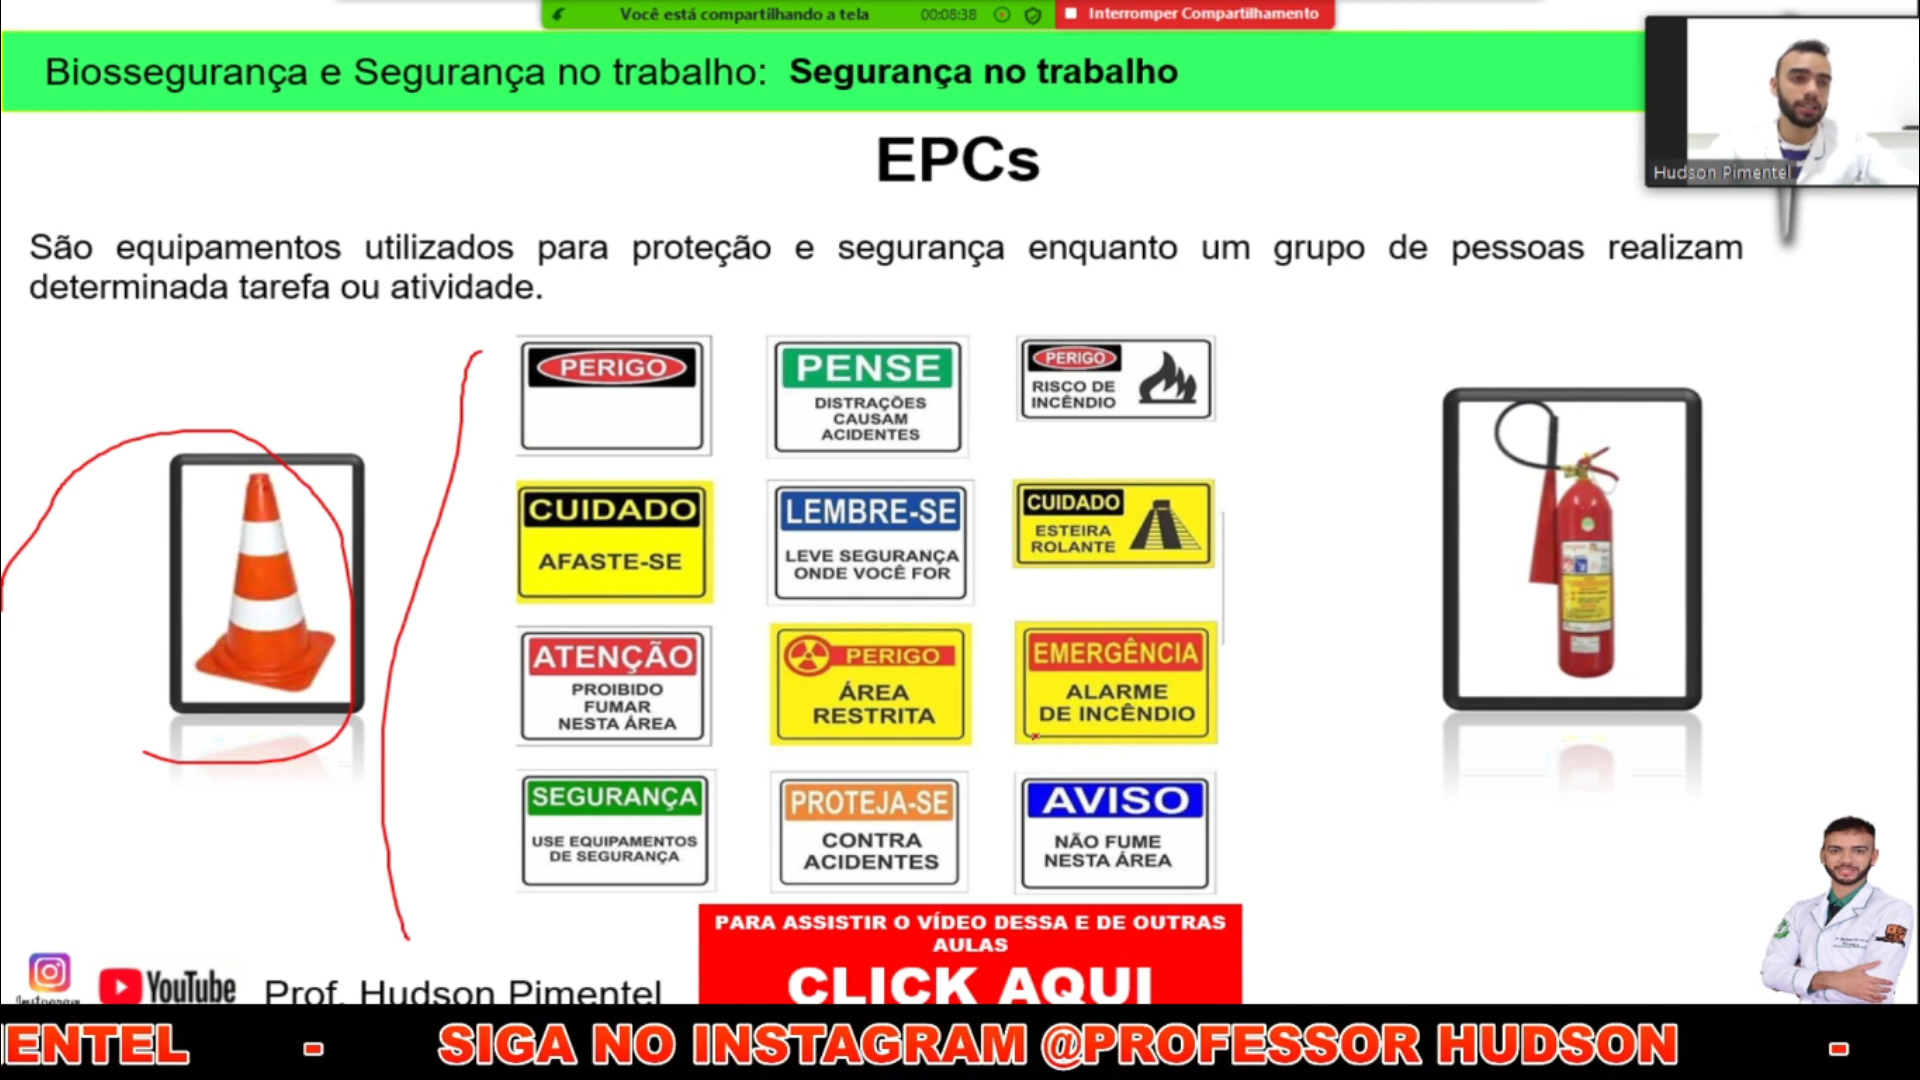 Você está compartilhando a tela 00:08:38 Interromper Compartilhamento
Biossegurança e Segurança no trabalho: Segurança no trabalho
Hudson Pimentel
EPCs
São equipamentos utilizados para proteção e segurança enquanto um grupo de pessoas realizam
determinada tarefa ou atividade.
PERIGO
PENSE
DISTRAÇÕES
CAUSAM
ACIDENTES
PERIGO
RISCO DE
INCÊNDIO
CUIDADO
AFASTE-SE
LEMBRE-SE
LEVE SEGURANÇA
ONDE VOCÊ FOR
CUIDADO
ESTEIRA
ROLANTE
ATENÇÃO
PROIBIDO
FUMAR
NESTA ÁREA
PERIGO
ÁREA
RESTRITA
EMERGÊNCIA
ALARME
DE INCÊNDIO
SEGURANÇA
USE EQUIPAMENTOS
DE SEGURANÇA
PROTEJA-SE
CONTRA
ACIDENTES
AVISO
NÃO FUME
NESTA ÁREA
PARA ASSISTIR O VÍDEO DESSA E DE OUTRAS
AULAS
CLICK AQUI
Instagram
YouTube
Prof. Hudson Pimentel
ENTEL - SIGA NO INSTAGRAM @PROFESSOR HUDSON -